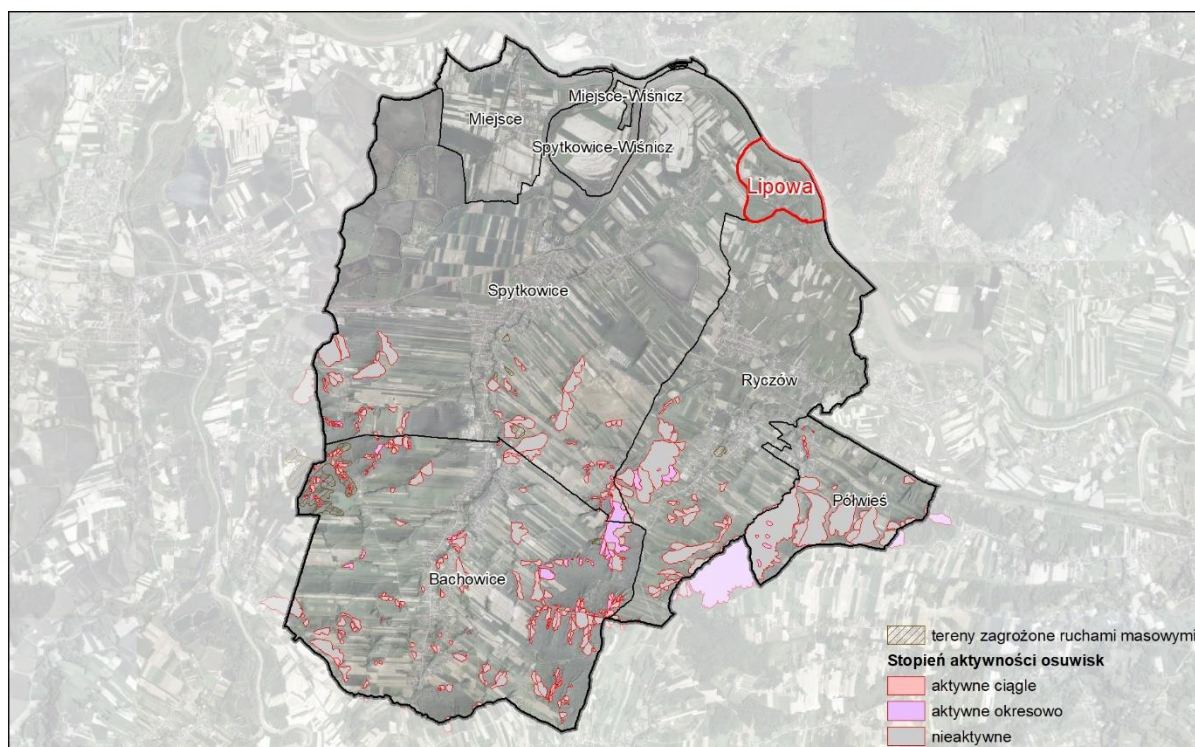 Miejsce-Wiśnicz
Miejsce
Spytkowice-Wiśnicz
Lipowa
Spytkowice
Ryczów
Półwieś
Bachowice
tereny zagrożone ruchami masowymi
Stopień aktywności osuwisk
aktywne ciągle
aktywne okresowo
nieaktywne